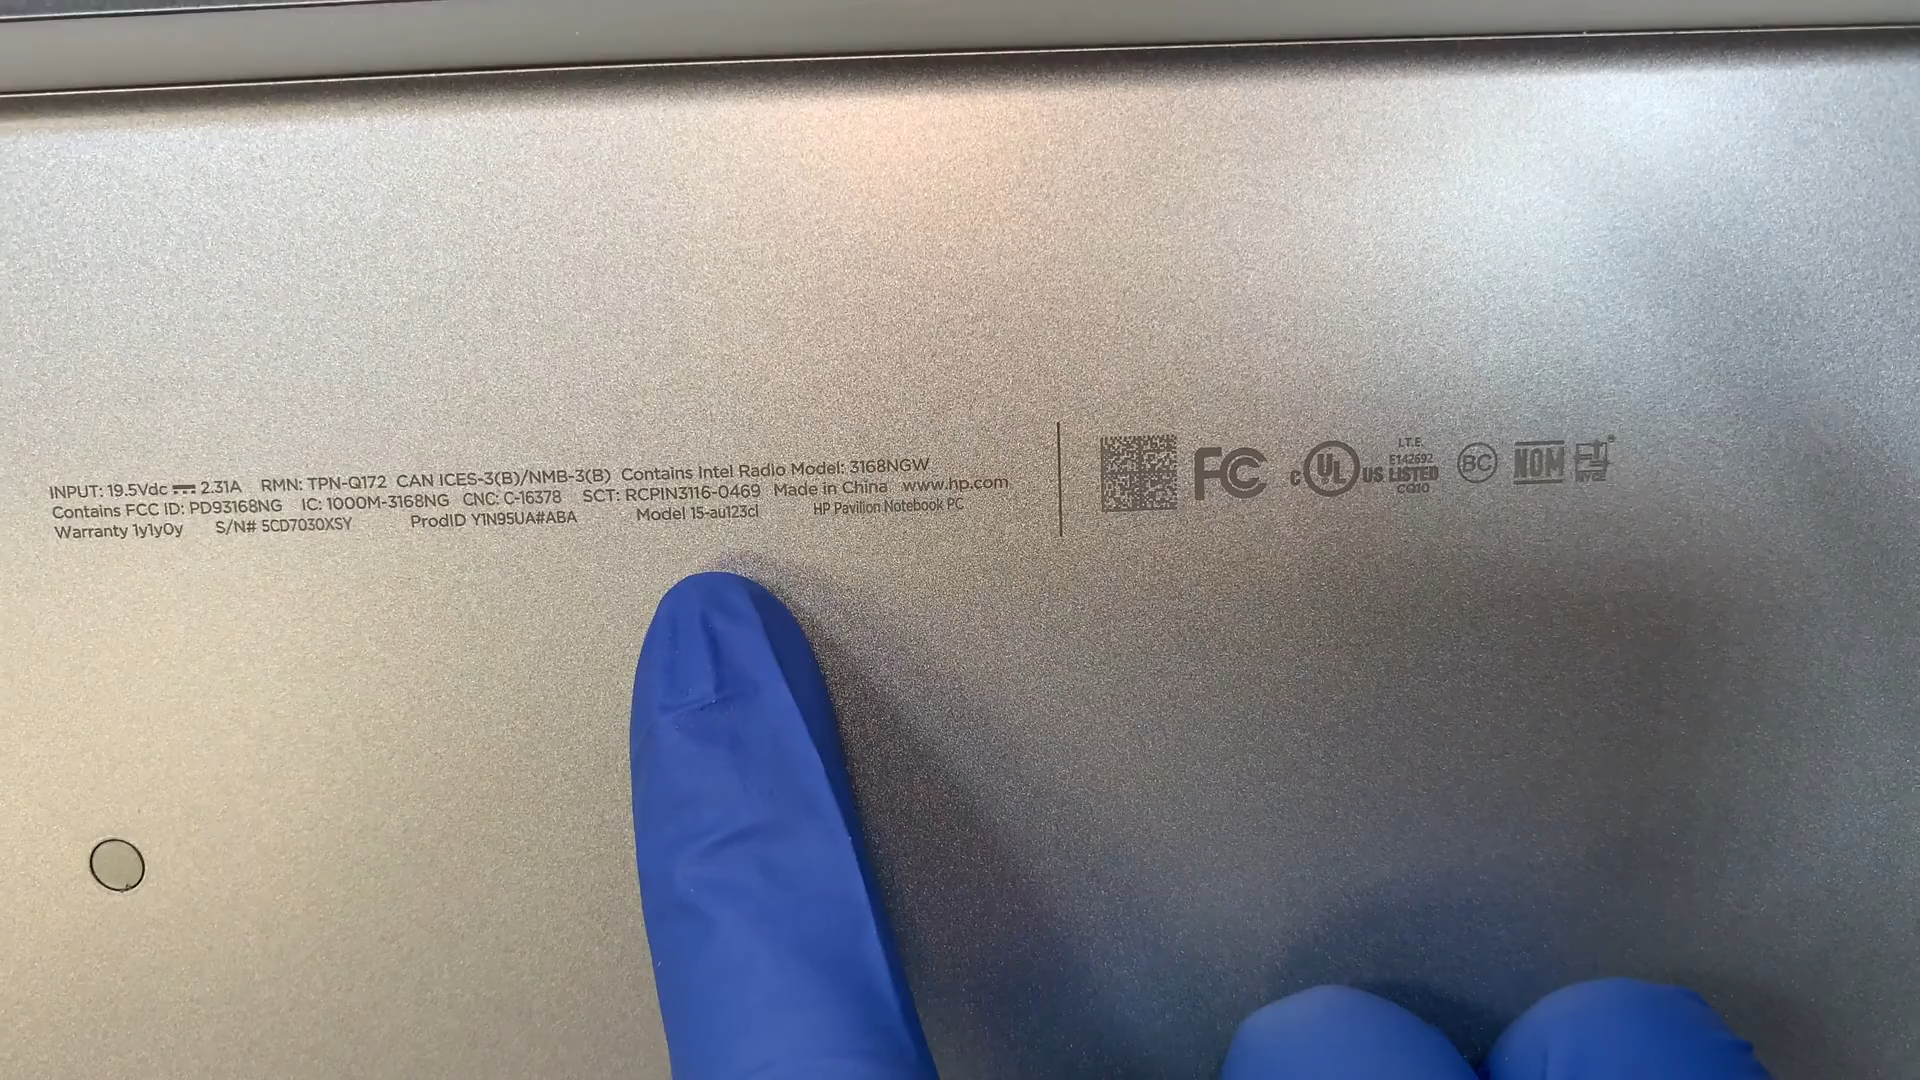 INPUT: 19.5Vdc ⎓ 2.31A RMN: TPN-Q172 CAN ICES-3(B)/NMB-3(B) Contains Intel Radio Model: 3168NGW
Contains FCC ID: PD93168NG IC: 1000M-3168NG CNC: C-16378 SCT: RCPIN3116-0469 Made in China www.hp.com
Warranty 1y1y0y S/N# 5CD7030XSY ProdID Y1N95UA#ABA Model 15-au123cl HP Pavilion Notebook PC
FC
c UL US LISTED
I.T.E.
E142692
CQ10
BC
NOM
NYCE